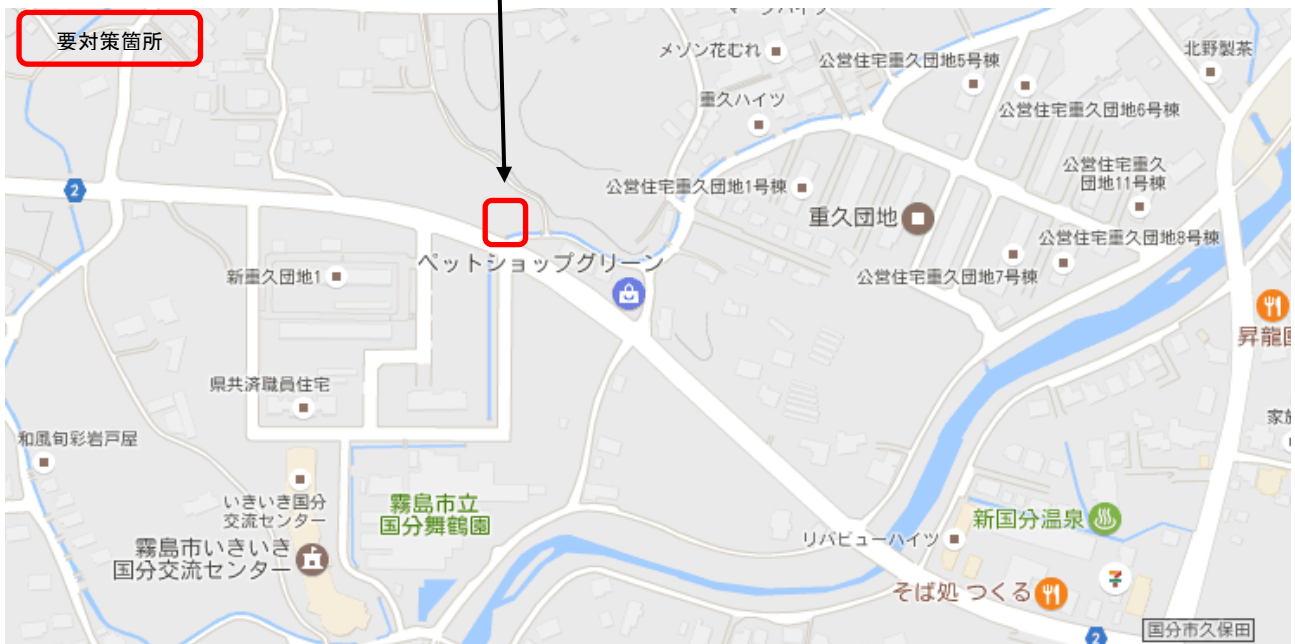 要対策箇所
メゾン花むれ
公営住宅重久団地5号棟
北野製茶
重久ハイツ
公営住宅重久団地6号棟
公営住宅重久
団地11号棟
2
公営住宅重久団地1号棟
重久団地
公営住宅重久団地8号棟
ペットショップグリーン
新重久団地1
公営住宅重久団地7号棟
県共済職員住宅
和風旬彩岩戸屋
いきいき国分
交流センター
霧島市立
国分舞鶴園
新国分温泉
霧島市いきいき
国分交流センター
リバビューハイツ
そば処 つくる
7
2
国分市久保田